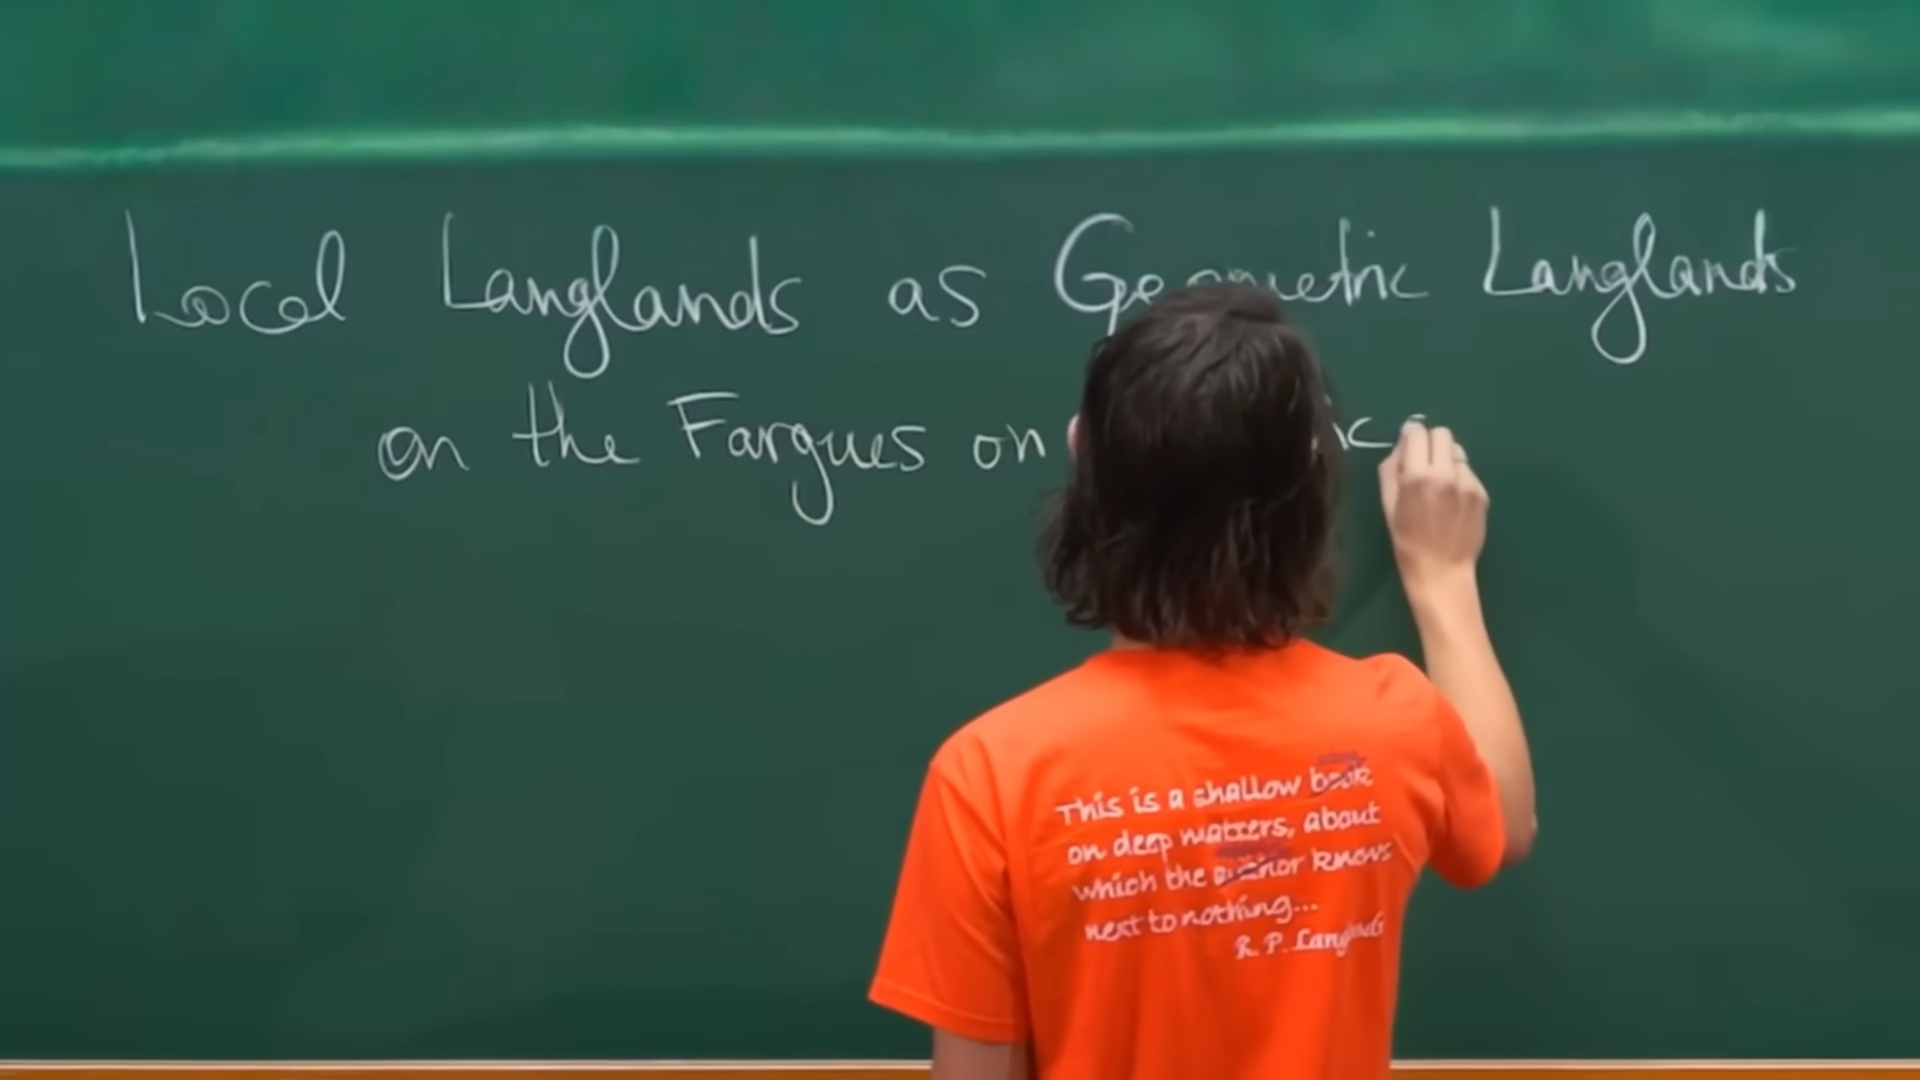 Local Langlands as Geometric Langlands
on the Fargues on
This is a shallow book
on deep matters, about
which the author knows
next to nothing...
R. P. Langlands